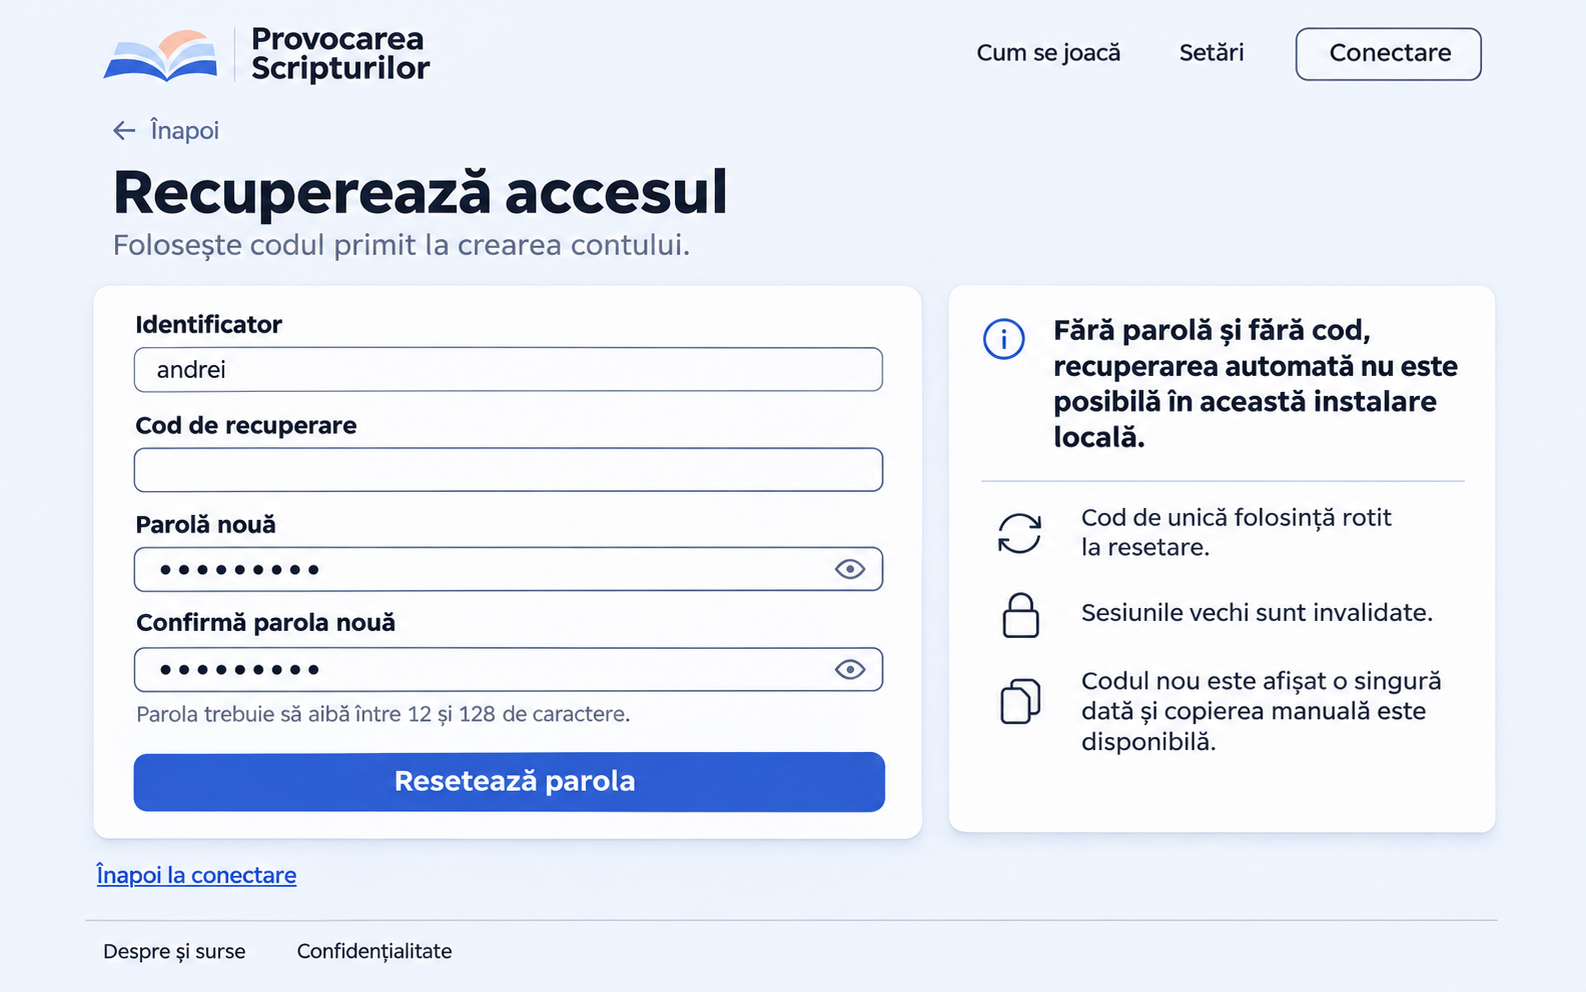 Provocarea
Scripturilor
Cum se joacă
Setări
Conectare
← Înapoi
Recuperează accesul
Folosește codul primit la crearea contului.
Identificator
andrei
Cod de recuperare
Parolă nouă
•••••••••
Confirmă parola nouă
•••••••••
Parola trebuie să aibă între 12 și 128 de caractere.
Resetează parola
Fără parolă și fără cod,
recuperarea automată nu este
posibilă în această instalare
locală.
Cod de unică folosință rotit
la resetare.
Sesiunile vechi sunt invalidate.
Codul nou este afișat o singură
dată și copierea manuală este
disponibilă.
Înapoi la conectare
Despre și surse
Confidențialitate